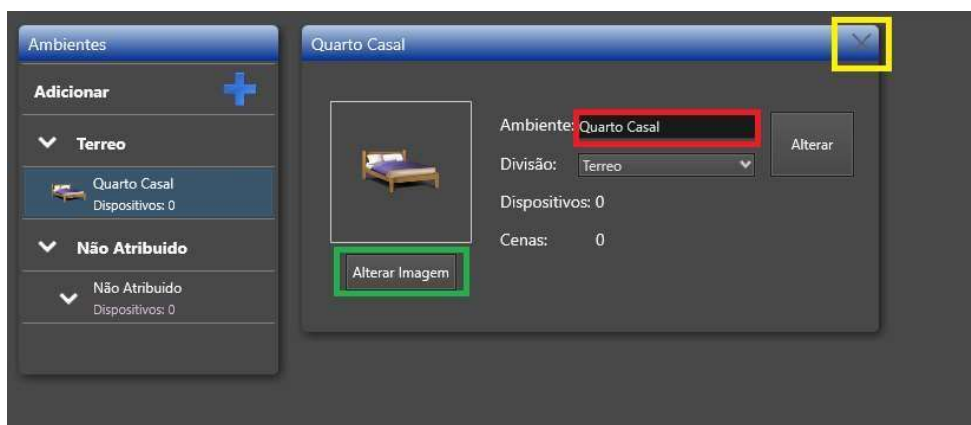 Ambientes
Adicionar
Terreo
Quarto Casal
Dispositivos: 0
Não Atribuido
Não Atribuido
Dispositivos: 0
Quarto Casal
Alterar Imagem
Ambiente: Quarto Casal
Divisão: Terreo
Dispositivos: 0
Cenas: 0
Alterar